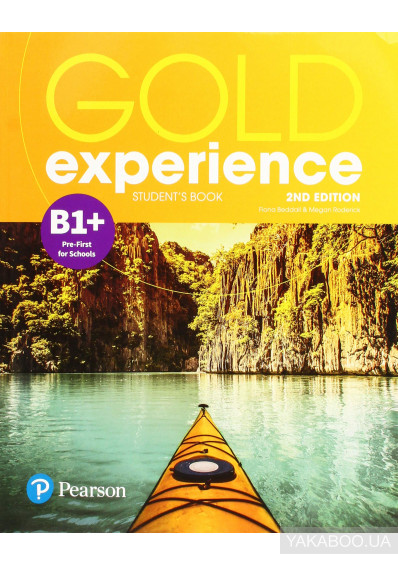 GOLD
experience
STUDENT'S BOOK 2ND EDITION
Fiona Beddall & Megan Roderick
B1+
Pre-First
for Schools
Pearson
YAKABOO.UA